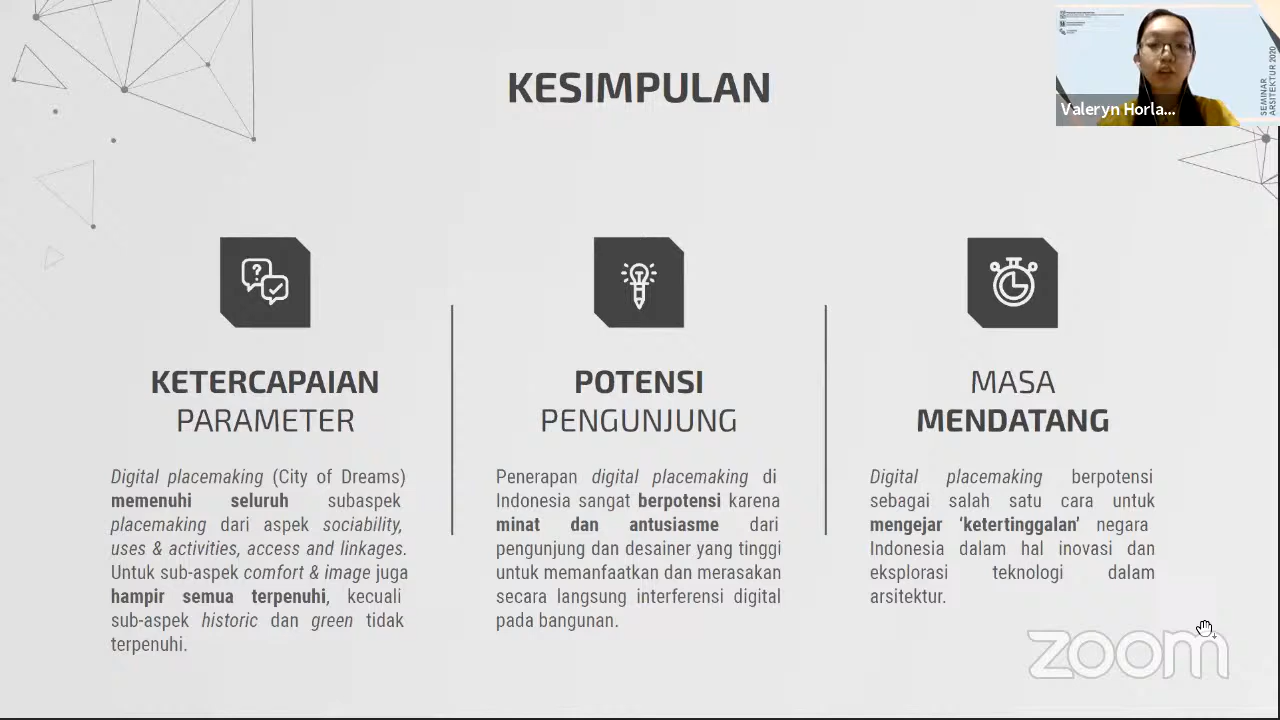 KESIMPULAN
Valeryn Horla...
SEMINAR
ARSITEKTUR 2020
KETERCAPAIAN
PARAMETER
Digital placemaking (City of Dreams)
memenuhi seluruh subaspek
placemaking dari aspek sociability,
uses & activities, access and linkages.
Untuk sub-aspek comfort & image juga
hampir semua terpenuhi, kecuali
sub-aspek historic dan green tidak
terpenuhi.
POTENSI
PENGUNJUNG
Penerapan digital placemaking di
Indonesia sangat berpotensi karena
minat dan antusiasme dari
pengunjung dan desainer yang tinggi
untuk memanfaatkan dan merasakan
secara langsung interferensi digital
pada bangunan.
MASA
MENDATANG
Digital placemaking berpotensi
sebagai salah satu cara untuk
mengejar ‘ketertinggalan’ negara
Indonesia dalam hal inovasi dan
eksplorasi teknologi dalam
arsitektur.
zoom